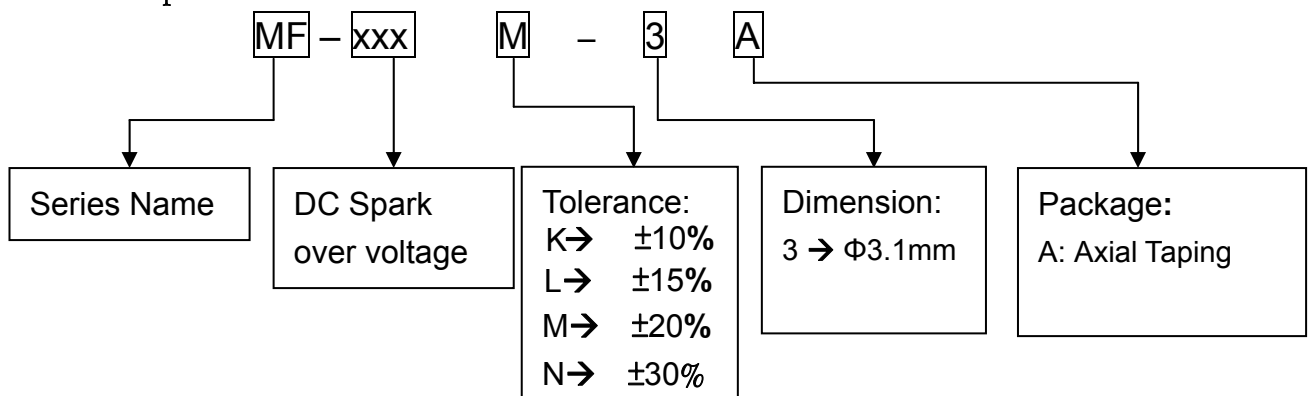 MF – xxx M – 3 A
Series Name
DC Spark
over voltage
Tolerance:
K→ ±10%
L→ ±15%
M→ ±20%
N→ ±30%
Dimension:
3 → Φ3.1mm
Package:
A: Axial Taping